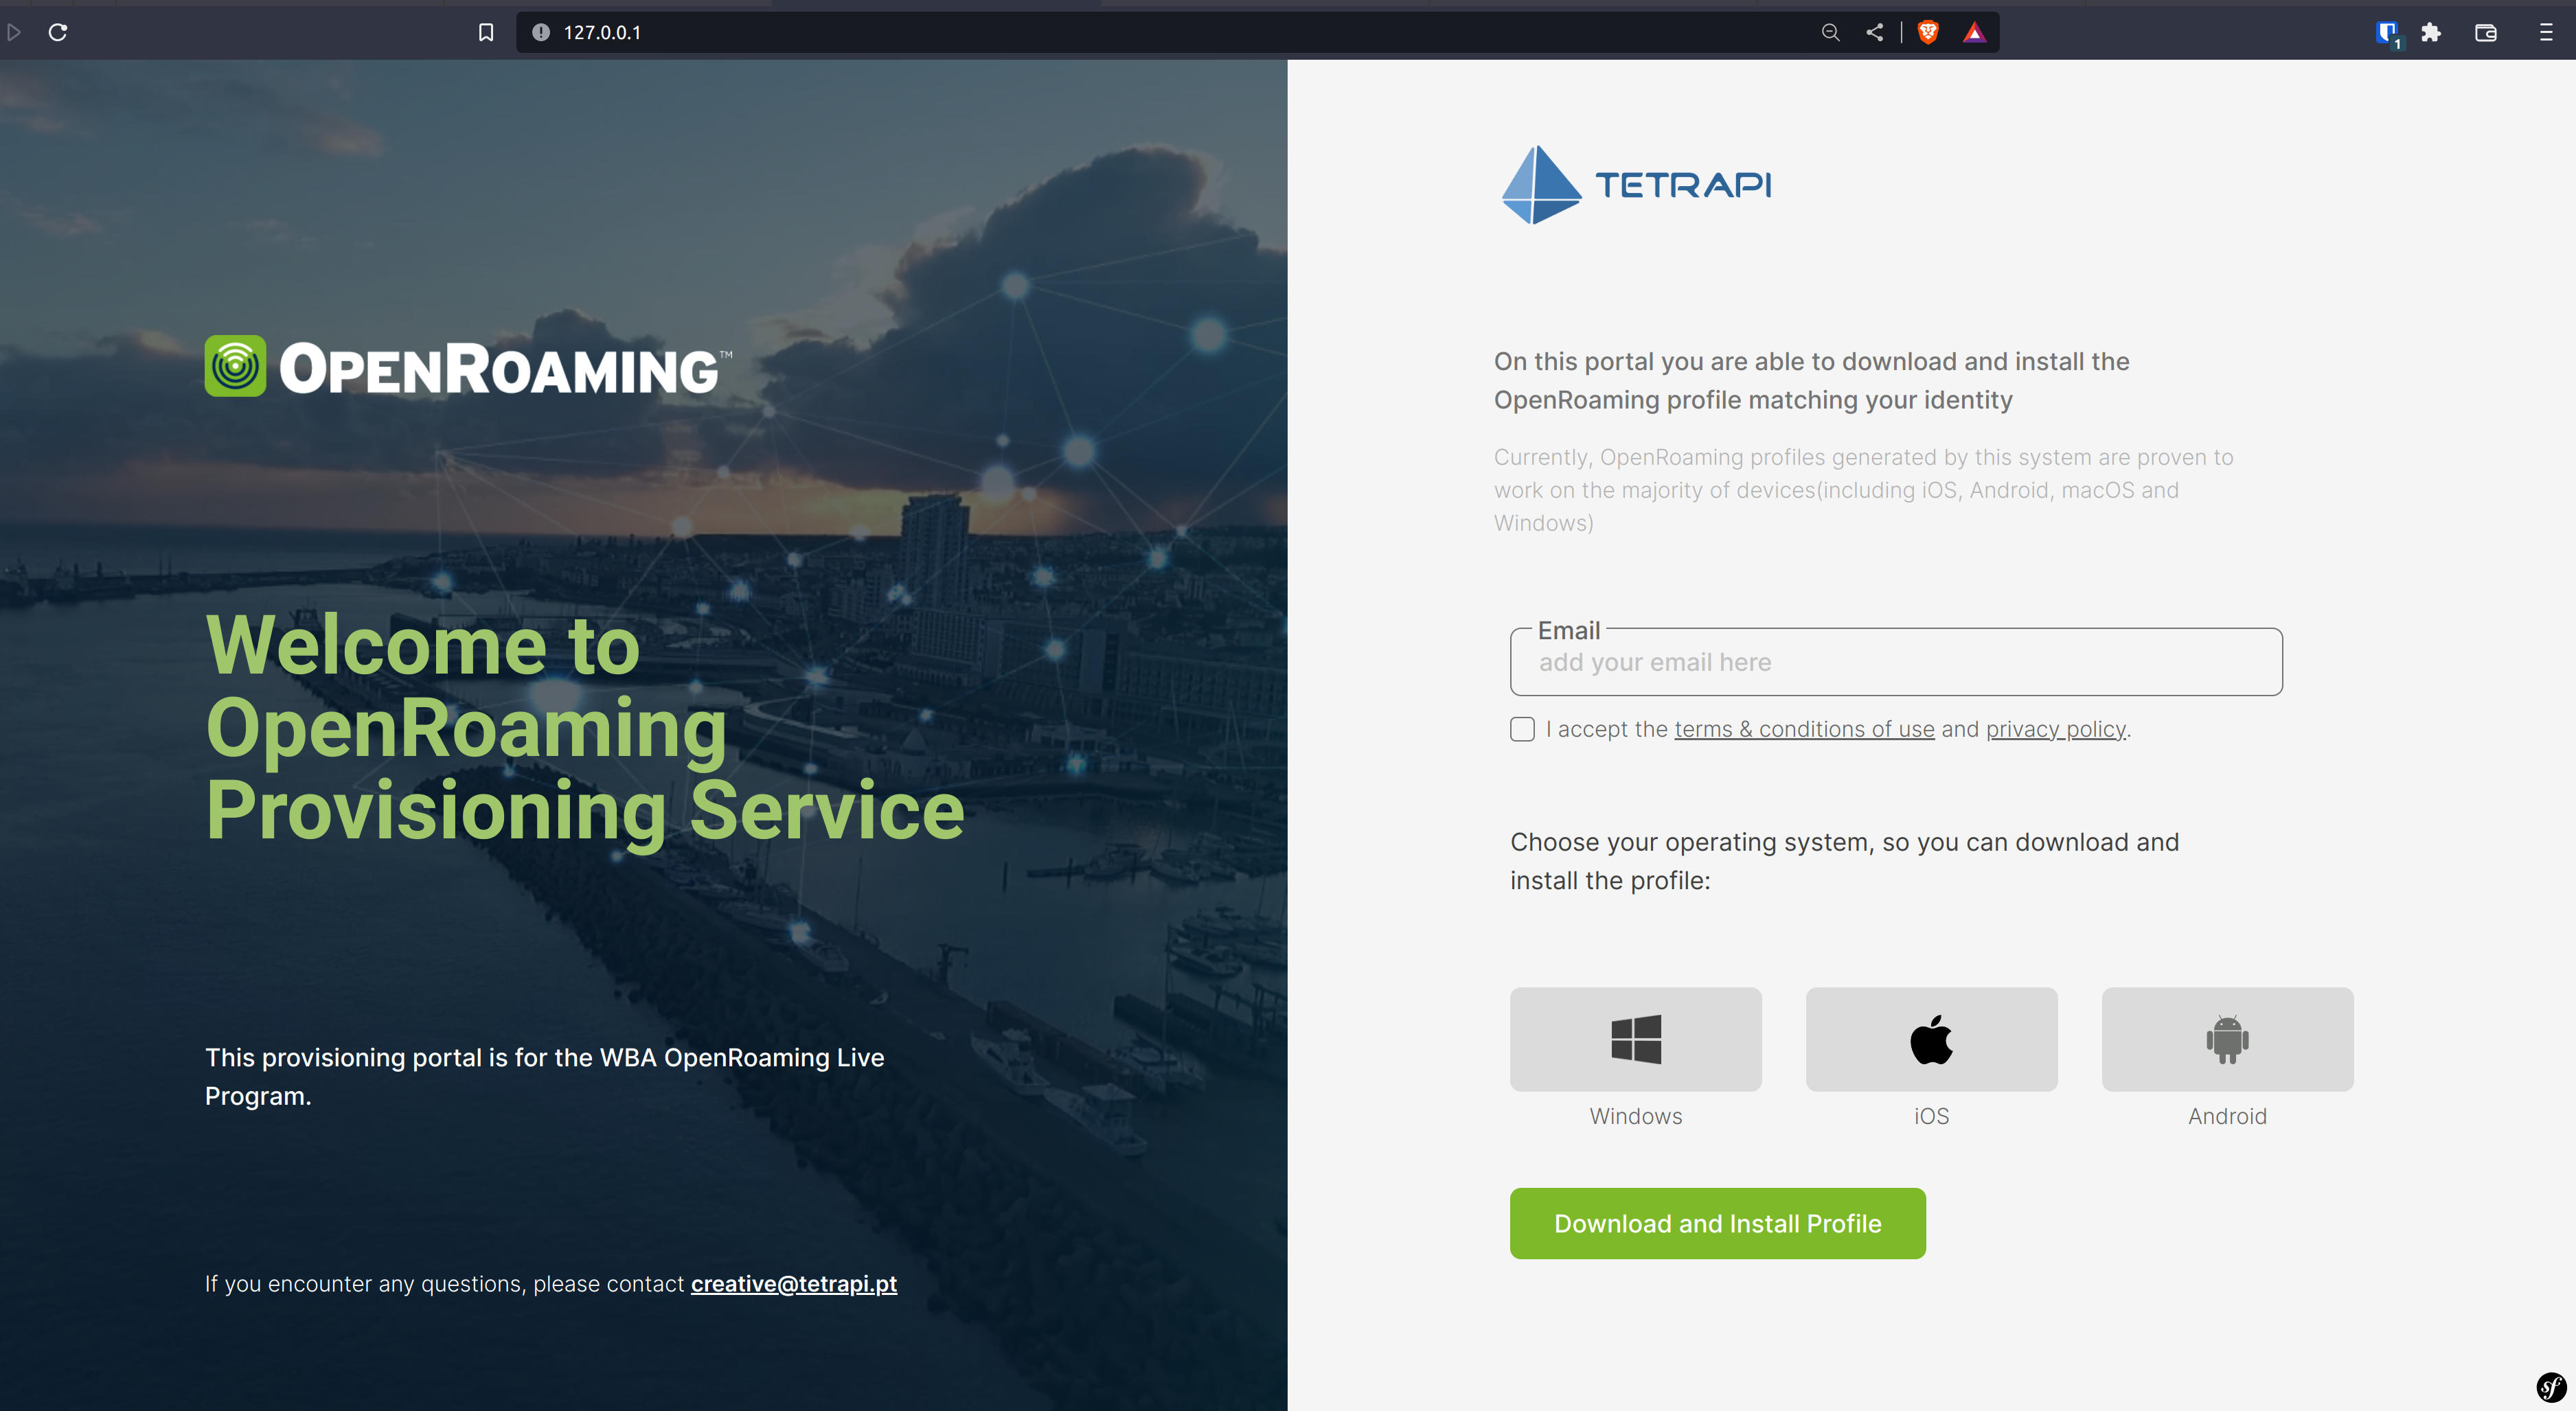 127.0.0.1
1
OPENROAMING™
Welcome to
OpenRoaming
Provisioning Service
This provisioning portal is for the WBA OpenRoaming Live
Program.
If you encounter any questions, please contact creative@tetrapi.pt
TETRAPI
On this portal you are able to download and install the
OpenRoaming profile matching your identity
Currently, OpenRoaming profiles generated by this system are proven to
work on the majority of devices(including iOS, Android, macOS and
Windows)
Email
add your email here
I accept the terms & conditions of use and privacy policy.
Choose your operating system, so you can download and
install the profile:
Windows
iOS
Android
Download and Install Profile
sf